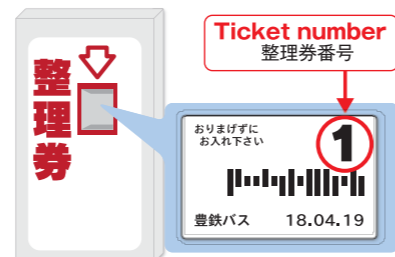 Ticket number
整理券番号
整理券
おりまげずに
お入れ下さい
1
豊鉄バス 18.04.19